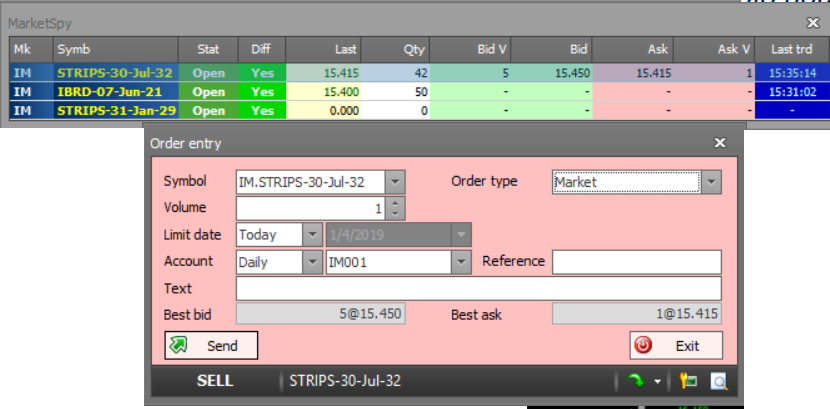 MarketSpy
Mk Symb Stat Diff Last Qty Bid V Bid Ask Ask V Last trd
IM STRIPS-30-Jul-32 Open Yes 15.415 42 5 15.450 15.415 1 15:35:14
IM IBRD-07-Jun-21 Open Yes 15.400 50 - - - - 15:31:02
IM STRIPS-31-Jan-29 Open Yes 0.000 0 - - - - -
Order entry
Symbol IM.STRIPS-30-Jul-32 Order type Market
Volume 1
Limit date Today 1/4/2019
Account Daily IM001 Reference
Text
Best bid 5@15.450 Best ask 1@15.415
Send Exit
SELL STRIPS-30-Jul-32